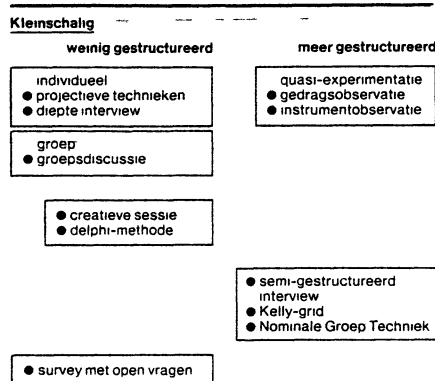 Kleinschalig
weinig gestructureerd
meer gestructureerd
individueel
● projectieve technieken
● diepte interview
quasi-experimentatie
● gedragsobservatie
● instrumentobservatie
groep
● groepsdiscussie
● creatieve sessie
● delphi-methode
● semi-gestructureerd
interview
● Kelly-grid
● Nominale Groep Techniek
● survey met open vragen